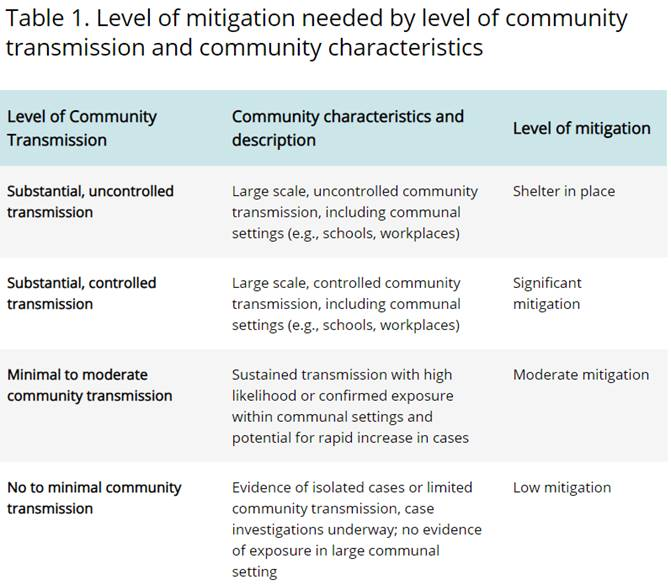 Table 1. Level of mitigation needed by level of community
transmission and community characteristics
Level of Community
Transmission
Community characteristics and
description
Level of mitigation
Substantial, uncontrolled
transmission
Large scale, uncontrolled community
transmission, including communal
settings (e.g., schools, workplaces)
Shelter in place
Substantial, controlled
transmission
Large scale, controlled community
transmission, including communal
settings (e.g., schools, workplaces)
Significant
mitigation
Minimal to moderate
community transmission
Sustained transmission with high
likelihood or confirmed exposure
within communal settings and
potential for rapid increase in cases
Moderate mitigation
No to minimal community
transmission
Evidence of isolated cases or limited
community transmission, case
investigations underway; no evidence
of exposure in large communal
setting
Low mitigation